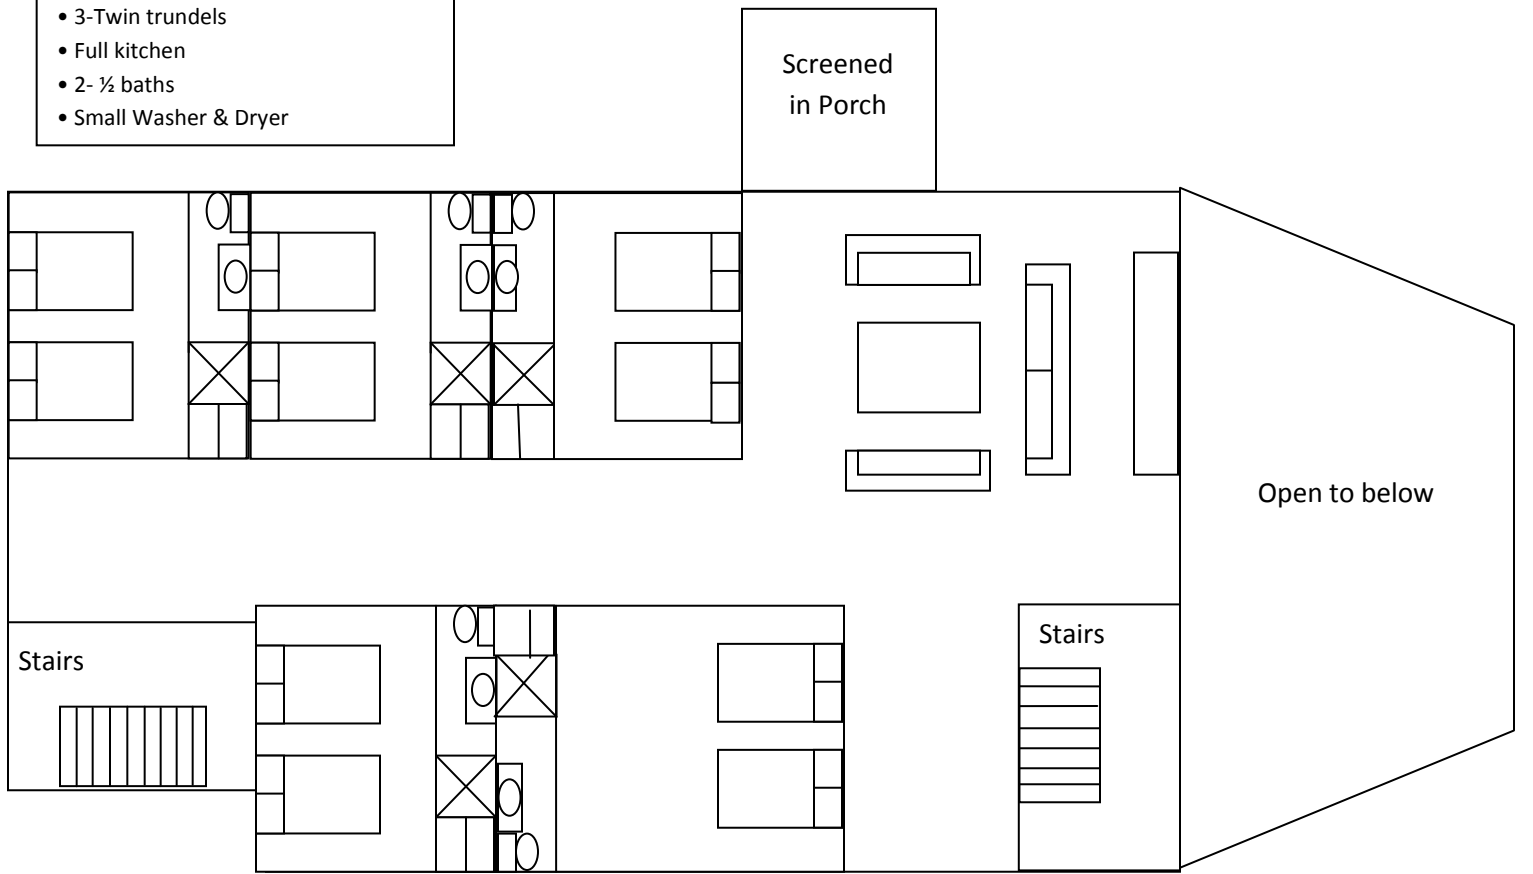 • 3-Twin trundels
• Full kitchen
• 2- ½ baths
• Small Washer & Dryer
Screened
in Porch
Open to below
Stairs
Stairs